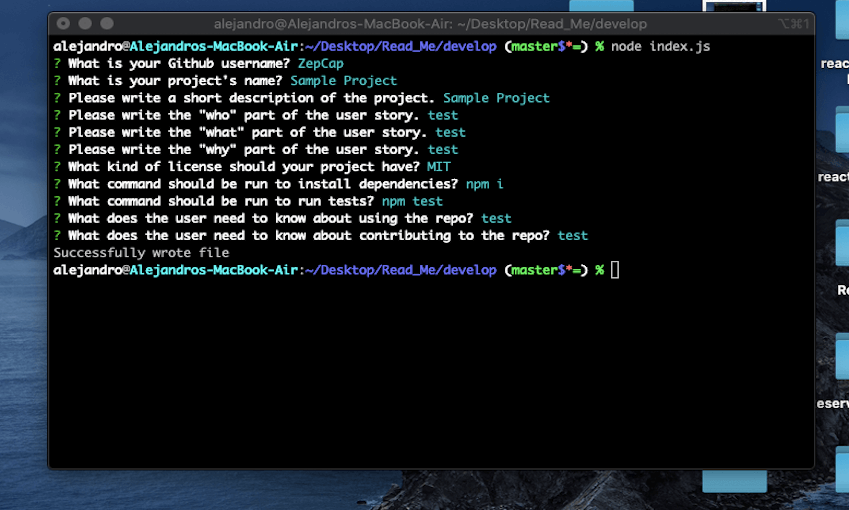 alejandro@Alejandros-MacBook-Air: ~/Desktop/Read_Me/develop
⌥⌘1
alejandro@Alejandros-MacBook-Air:~/Desktop/Read_Me/develop (master$*=) % node index.js
? What is your Github username? ZepCap
? What is your project's name? Sample Project
? Please write a short description of the project. Sample Project
? Please write the "who" part of the user story. test
? Please write the "what" part of the user story. test
? Please write the "why" part of the user story. test
? What kind of license should your project have? MIT
? What command should be run to install dependencies? npm i
? What command should be run to run tests? npm test
? What does the user need to know about using the repo? test
? What does the user need to know about contributing to the repo? test
Successfully wrote file
alejandro@Alejandros-MacBook-Air:~/Desktop/Read_Me/develop (master$*=) %
reac
react
Re
eserv